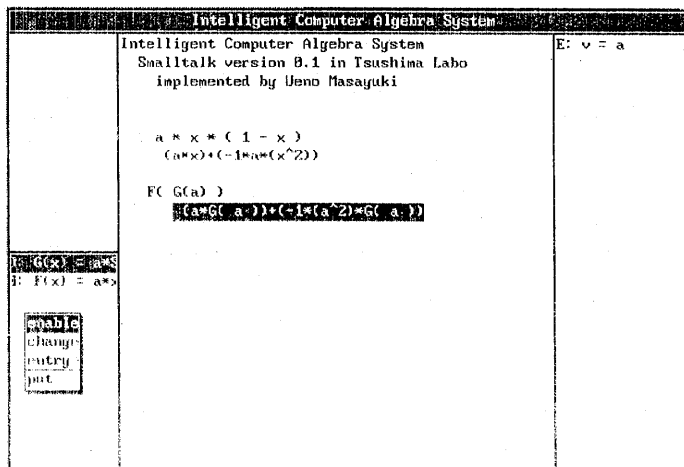 Intelligent Computer Algebra System
Intelligent Computer Algebra System
Smalltalk version 0.1 in Tsushima Labo
implemented by Ueno Masayuki
a * x * ( 1 - x )
(a*x)+(-1*a*(x^2))
F( G(a) )
((a*G( a ))+(-1*(a^2)*G( a ))
E: v = a
G(x) = a*
F(x) = a*x
enable
change
entry
put